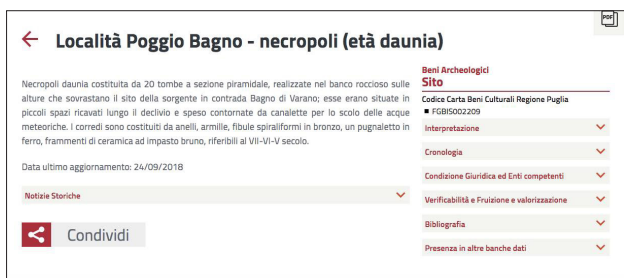 PDF
Località Poggio Bagno - necropoli (età daunia)
Necropoli daunia costituita da 20 tombe a sezione piramidale, realizzate nel banco roccioso sulle
alture che sovrastano il sito della sorgente in contrada Bagno di Varano; esse erano situate in
piccoli spazi ricavati lungo il declivio e speso contornate da canalette per lo scolo delle acque
meteoriche. I corredi sono costituiti da anelli, armille, fibule spiraliformi in bronzo, un pugnaletto in
ferro, frammenti di ceramica ad impasto bruno, riferibili al VII-VI-V secolo.
Data ultimo aggiornamento: 24/09/2018
Notizie Storiche
Condividi
Beni Archeologici
Sito
Codice Carta Beni Culturali Regione Puglia
▪ FGBIS002209
Interpretazione
Cronologia
Condizione Giuridica ed Enti competenti
Verificabilità e Fruizione e valorizzazione
Bibliografia
Presenza in altre banche dati